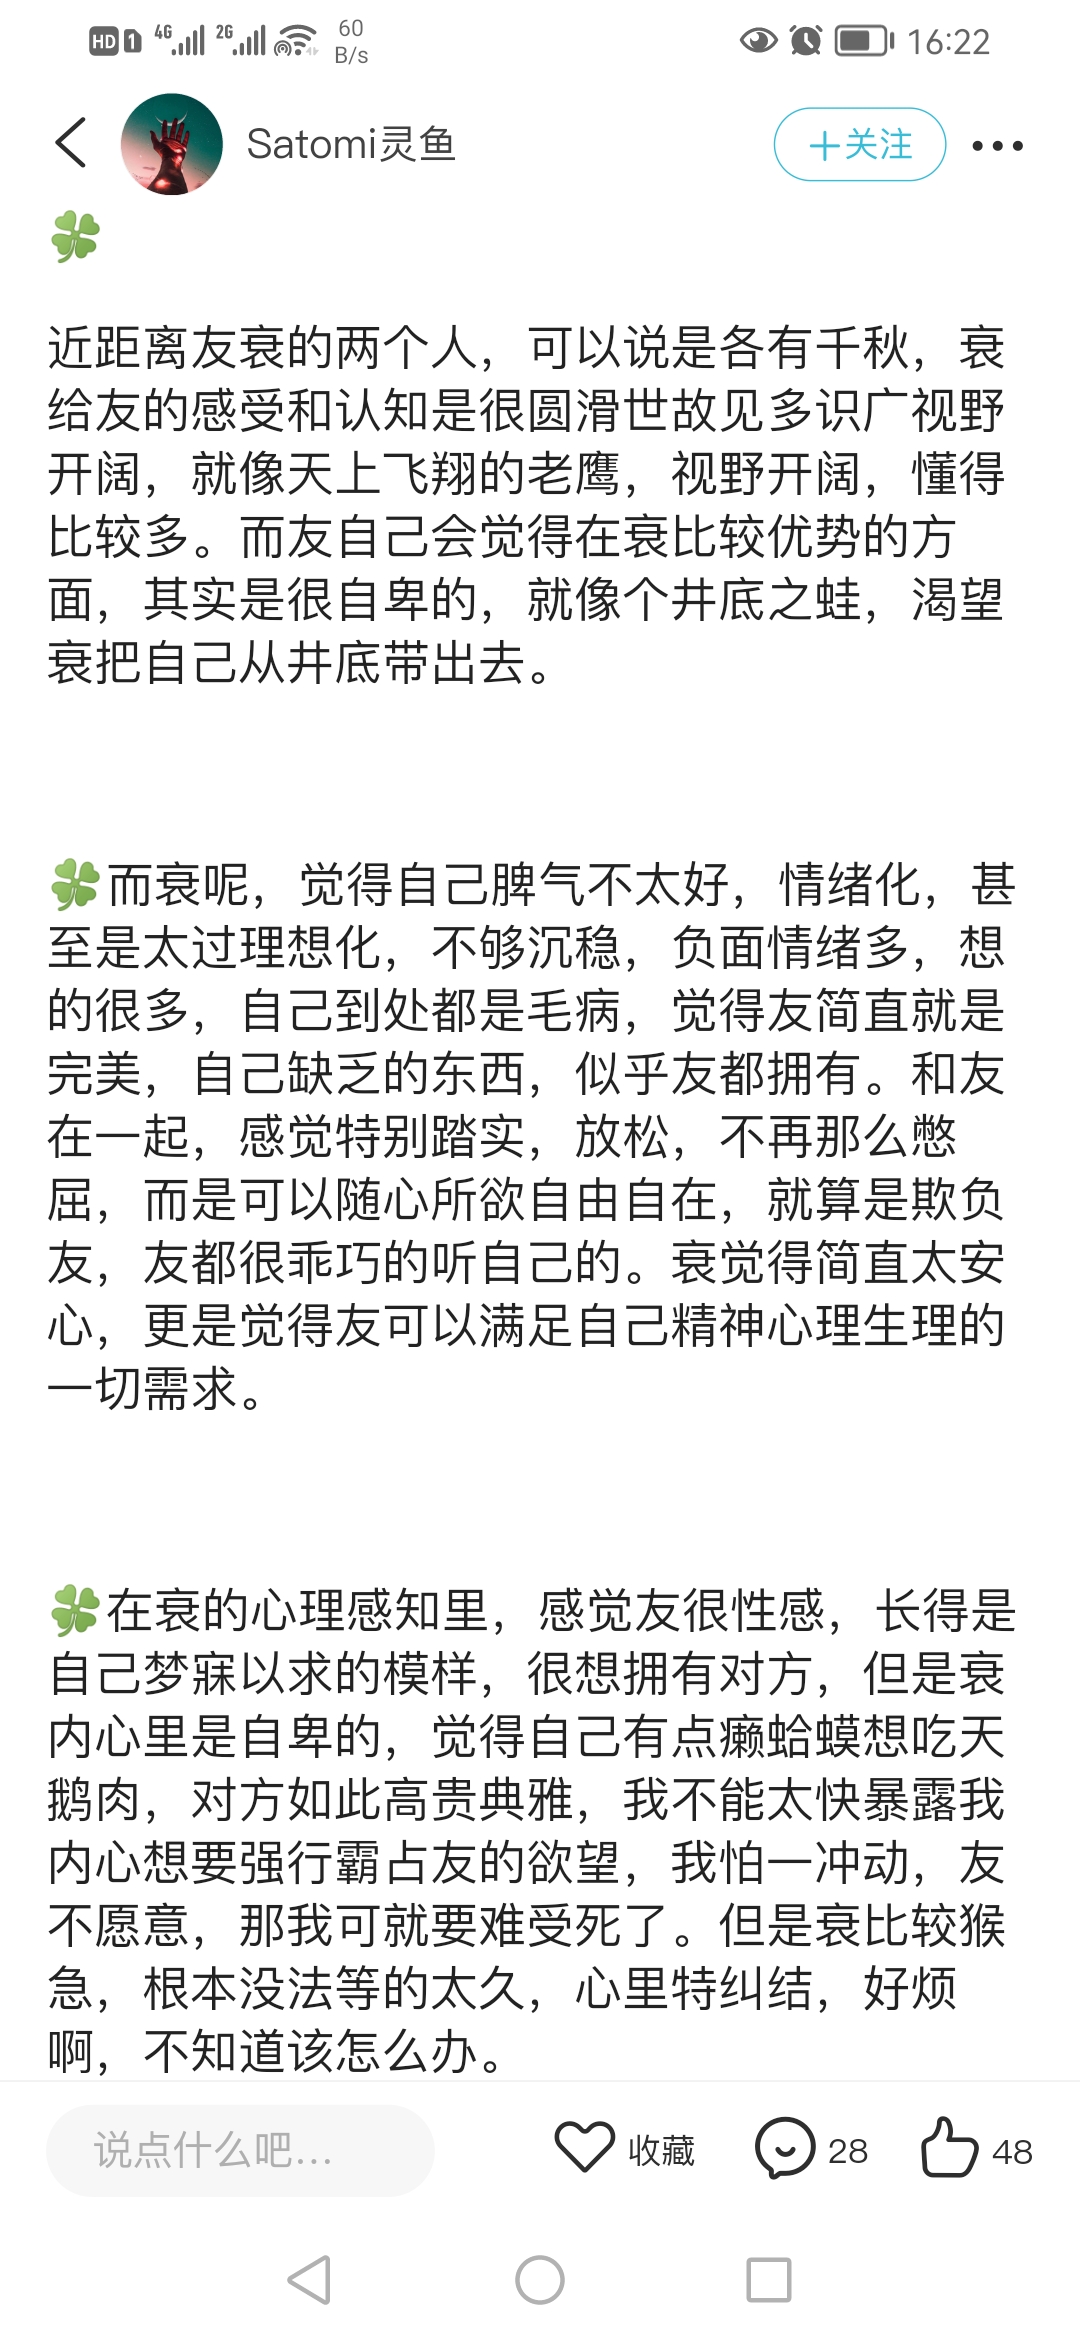 HD 1 4G 2G 60 B/s 16:22
Satomi灵鱼 +关注
🍀
近距离友衰的两个人，可以说是各有千秋，衰
给友的感受和认知是很圆滑世故见多识广视野
开阔，就像天上飞翔的老鹰，视野开阔，懂得
比较多。而友自己会觉得在衰比较优势的方
面，其实是很自卑的，就像个井底之蛙，渴望
衰把自己从井底带出去。
🍀而衰呢，觉得自己脾气不太好，情绪化，甚
至是太过理想化，不够沉稳，负面情绪多，想
的很多，自己到处都是毛病，觉得友简直就是
完美，自己缺乏的东西，似乎友都拥有。和友
在一起，感觉特别踏实，放松，不再那么憋
屈，而是可以随心所欲自由自在，就算是欺负
友，友都很乖巧的听自己的。衰觉得简直太安
心，更是觉得友可以满足自己精神心理生理的
一切需求。
🍀在衰的心理感知里，感觉友很性感，长得是
自己梦寐以求的模样，很想拥有对方，但是衰
内心里是自卑的，觉得自己有点癞蛤蟆想吃天
鹅肉，对方如此高贵典雅，我不能太快暴露我
内心想要强行霸占友的欲望，我怕一冲动，友
不愿意，那我可就要难受死了。但是衰比较猴
急，根本没法等的太久，心里特纠结，好烦
啊，不知道该怎么办。
说点什么吧... 收藏 28 48